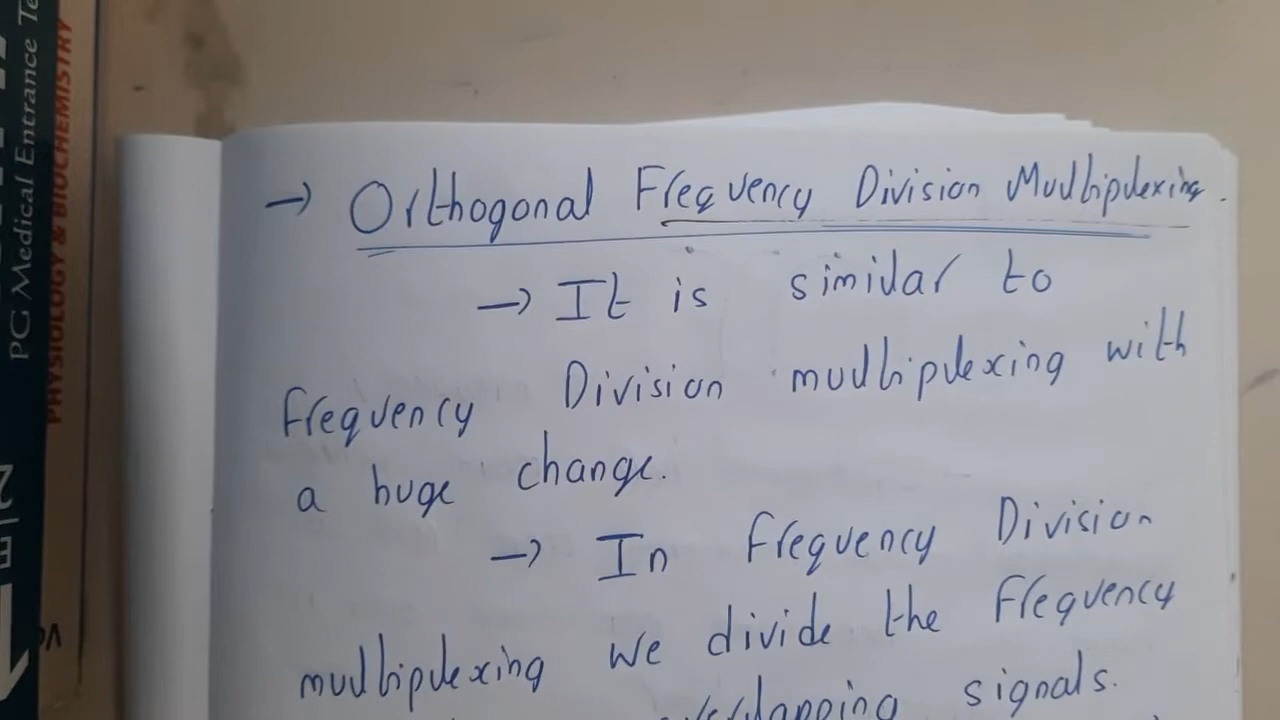 → Orthogonal Frequency Division Multiplexing.
→ It is similar to
Frequency Division multiplexing with
a huge change.
→ In Frequency Division
multiplexing we divide the Frequency
overlapping signals.
PG Medical Entrance Te
PHYSIOLOGY & BIOCHEMISTRY